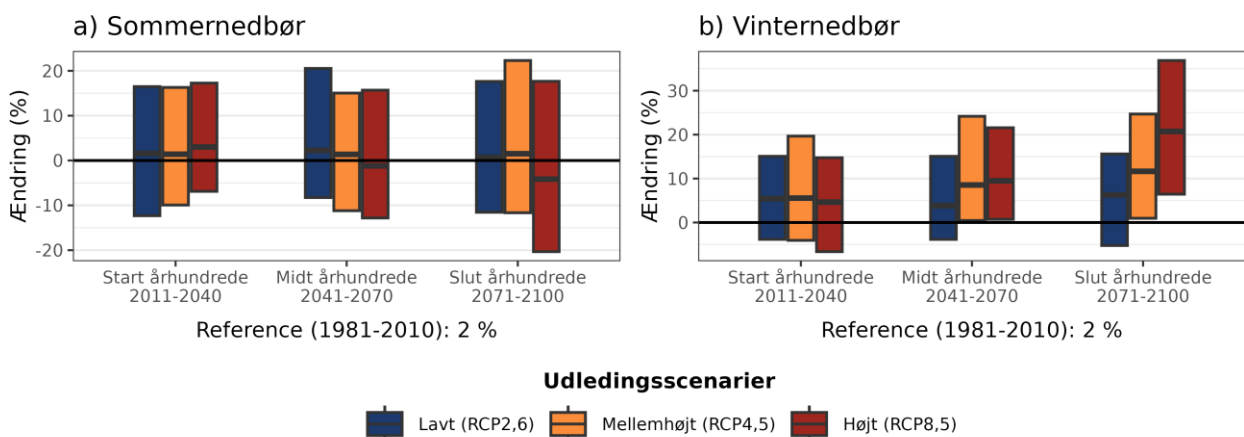 a) Sommernedbør
Ændring (%)
20
10
0
-10
-20
Start århundrede
2011-2040
Midt århundrede
2041-2070
Slut århundrede
2071-2100
Reference (1981-2010): 2 %
b) Vinternedbør
Ændring (%)
30
20
10
0
Start århundrede
2011-2040
Midt århundrede
2041-2070
Slut århundrede
2071-2100
Reference (1981-2010): 2 %
Udledingsscenarier
Lavt (RCP2,6)
Mellemhøjt (RCP4,5)
Højt (RCP8,5)